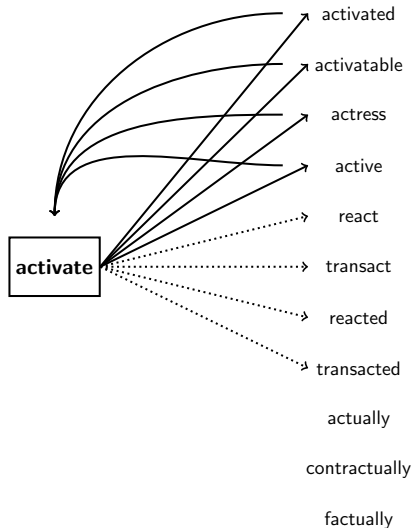 activated
activatable
actress
active
react
activate
transact
reacted
transacted
actually
contractually
factually